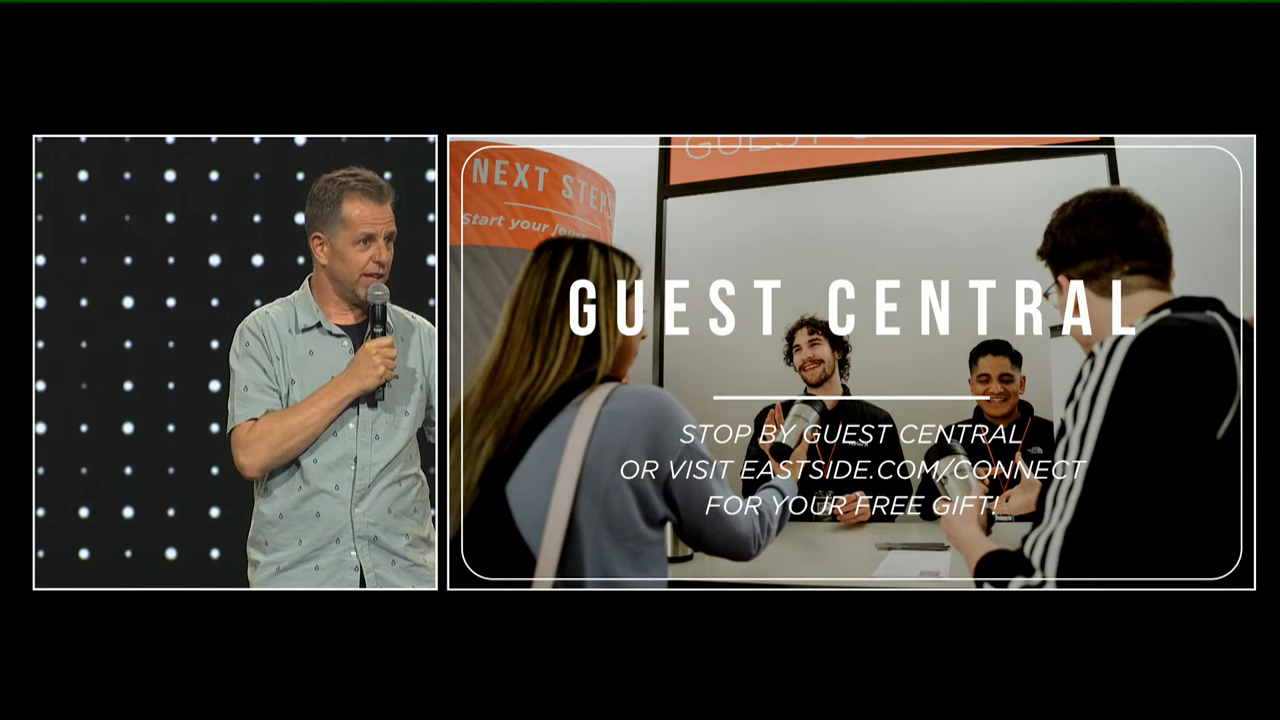 NEXT STEPS
Start your
GUEST CENTRAL
STOP BY GUEST CENTRAL
OR VISIT EASTSIDE.COM/CONNECT
FOR YOUR FREE GIFT!